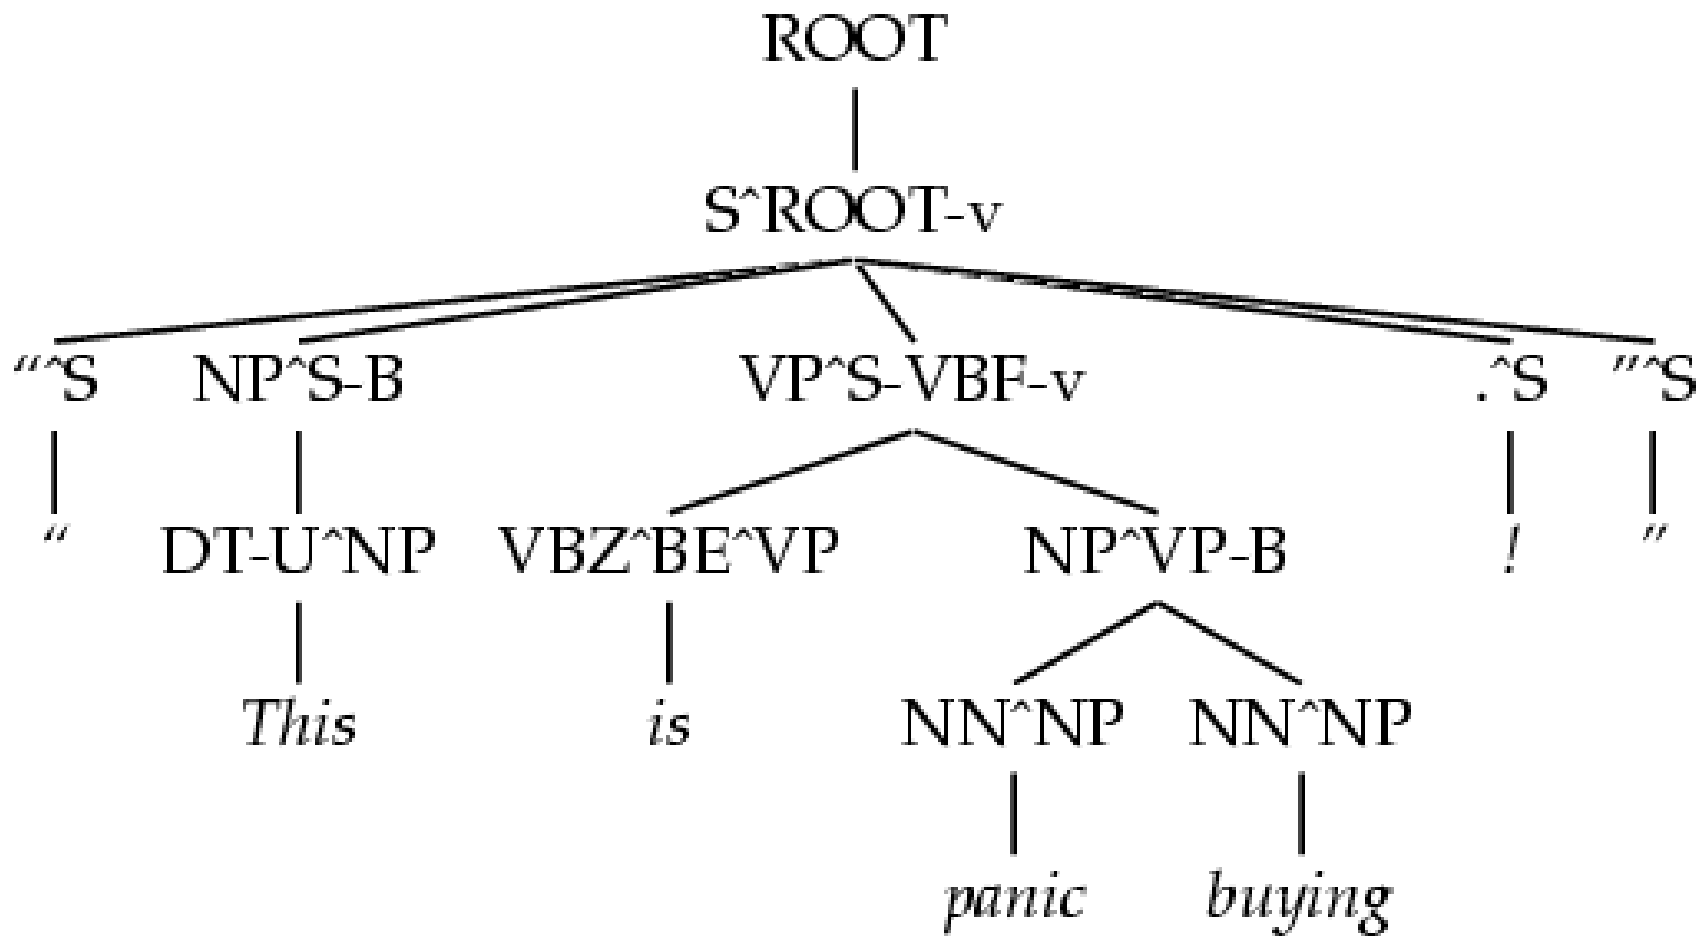 ROOT
S^ROOT-v
“^S NP^S-B VP^S-VBF-v .^S ”^S
“ DT-U^NP VBZ^BE^VP NP^VP-B ! ”
This is NN^NP NN^NP
panic buying